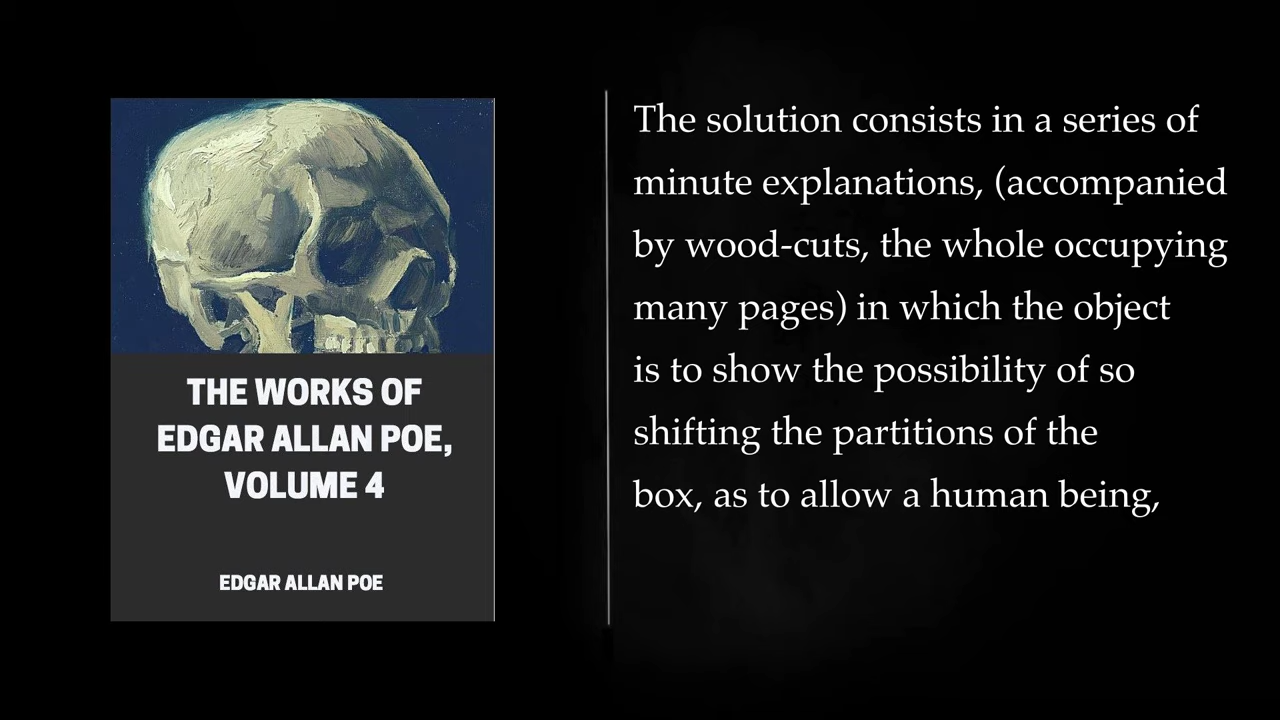 THE WORKS OF
EDGAR ALLAN POE,
VOLUME 4
EDGAR ALLAN POE
The solution consists in a series of
minute explanations, (accompanied
by wood-cuts, the whole occupying
many pages) in which the object
is to show the possibility of so
shifting the partitions of the
box, as to allow a human being,